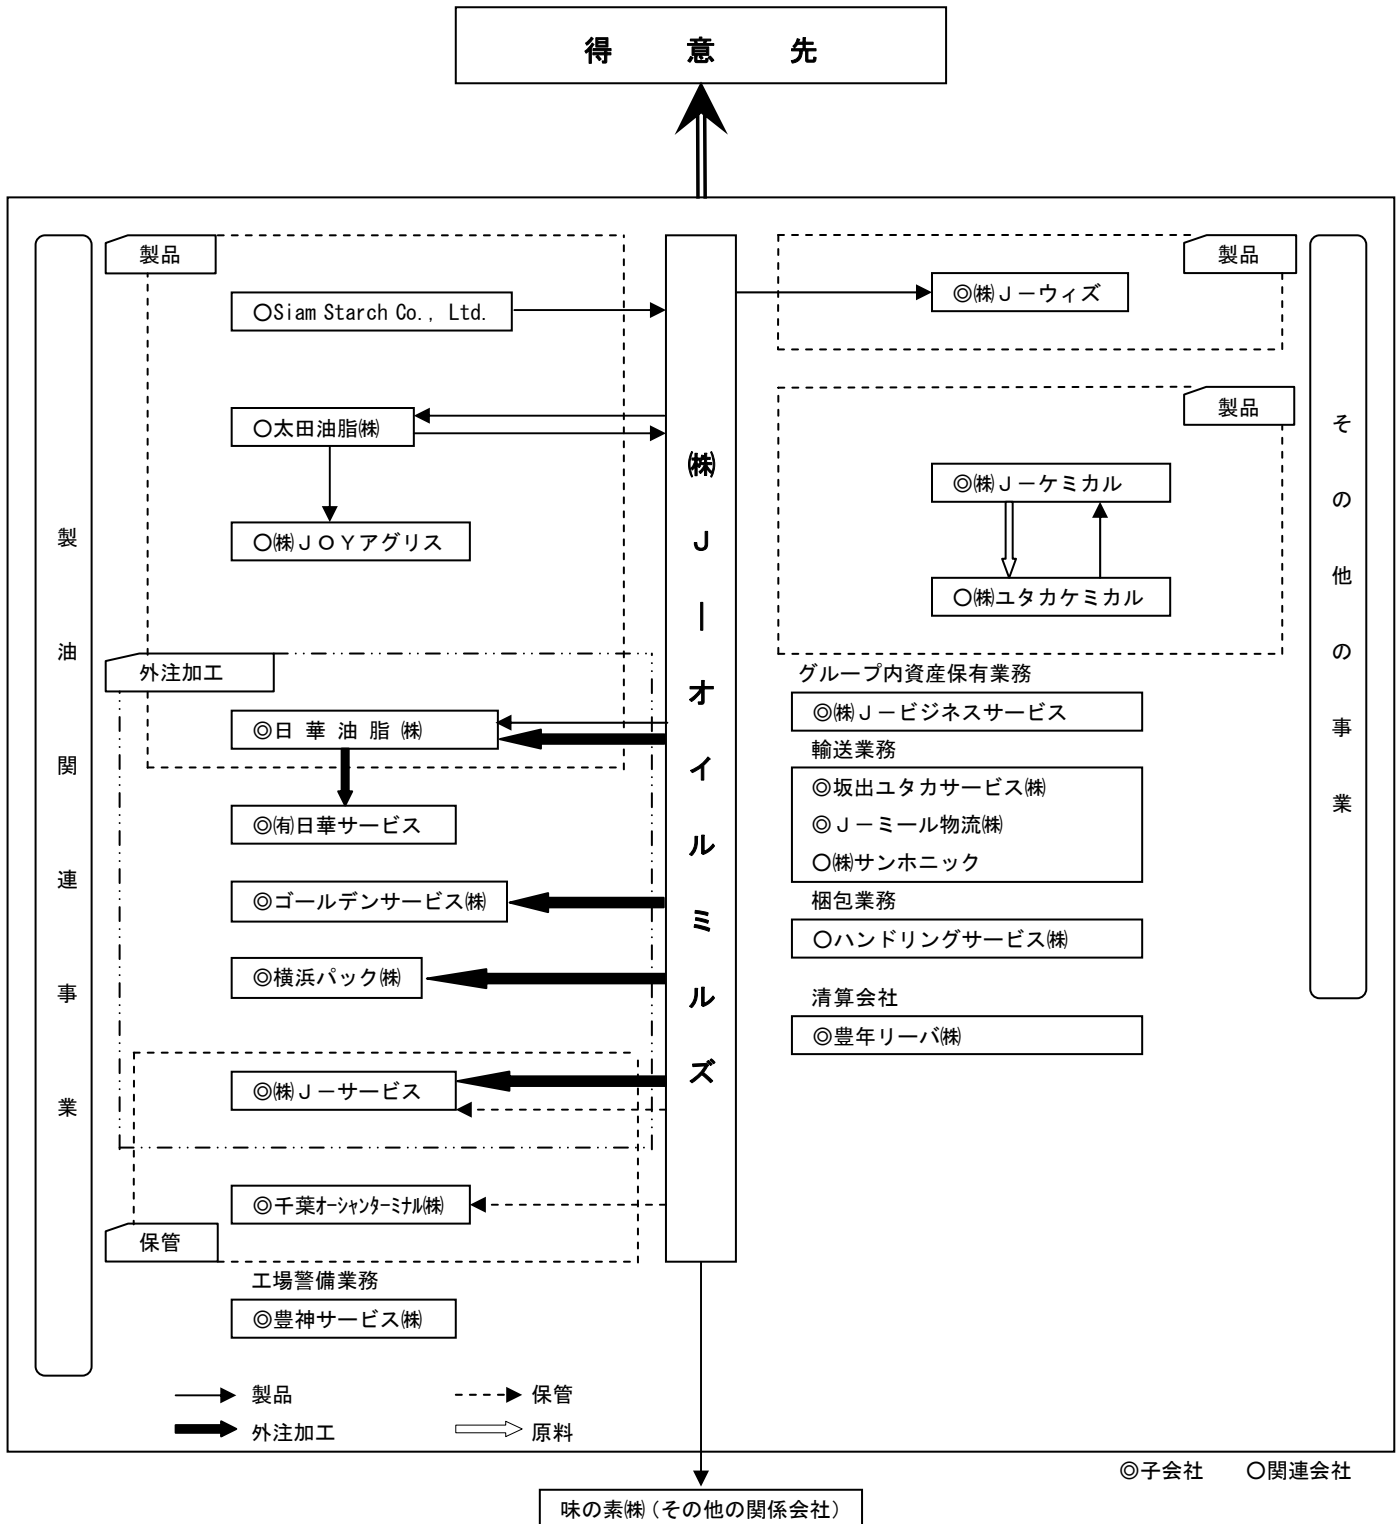 得意先
製品
○Siam Starch Co., Ltd.
○太田油脂㈱
○㈱ＪＯＹアグリス
外注加工
◎日華油脂㈱
◎㈲日華サービス
◎ゴールデンサービス㈱
◎横浜パック㈱
◎㈱Ｊ－サービス
◎千葉ｵｰｼｬﾝﾀｰﾐﾅﾙ㈱
保管
工場警備業務
◎豊神サービス㈱
製油関連事業
㈱Ｊ－オイルミルズ
製品
◎㈱Ｊ－ウィズ
製品
◎㈱Ｊ－ケミカル
○㈱ユタカケミカル
グループ内資産保有業務
◎㈱Ｊ－ビジネスサービス
輸送業務
◎坂出ユタカサービス㈱
◎Ｊ－ミール物流㈱
○㈱サンホニック
梱包業務
○ハンドリングサービス㈱
清算会社
◎豊年リーバ㈱
その他の事業
製品
保管
外注加工
原料
◎子会社　○関連会社
味の素㈱（その他の関係会社）